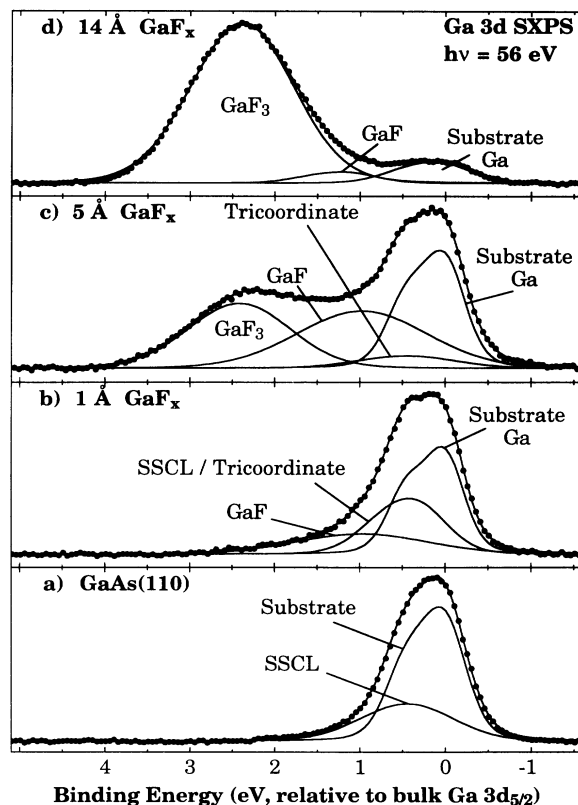 d) 14 Å GaFₓ
Ga 3d SXPS
hν = 56 eV
GaF₃
GaF
Substrate
Ga
c) 5 Å GaFₓ
Tricoordinate
GaF
Substrate
Ga
GaF₃
b) 1 Å GaFₓ
Substrate
Ga
SSCL / Tricoordinate
GaF
a) GaAs(110)
Substrate
SSCL
4 3 2 1 0 -1
Binding Energy (eV, relative to bulk Ga 3d₅/₂)